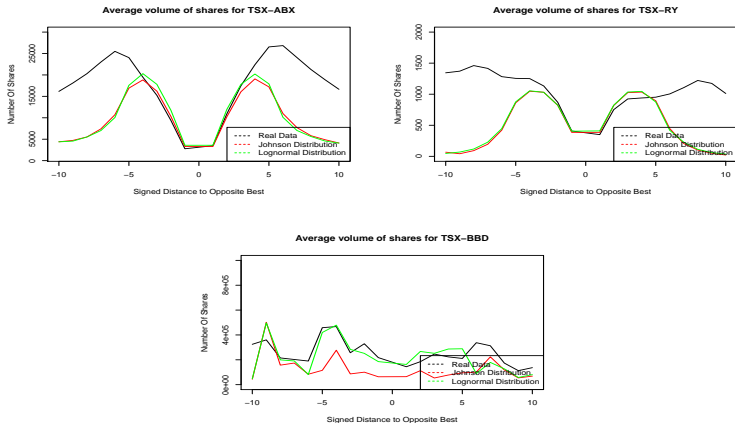 Average volume of shares for TSX−ABX
Number Of Shares
0
5000
15000
25000
Real Data
Johnson Distribution
Lognormal Distribution
−10
−5
0
5
10
Signed Distance to Opposite Best
Average volume of shares for TSX−RY
Number Of Shares
0
500
1000
1500
2000
Real Data
Johnson Distribution
Lognormal Distribution
−10
−5
0
5
10
Signed Distance to Opposite Best
Average volume of shares for TSX−BBD
Number Of Shares
0e+00
4e+05
8e+05
Real Data
Johnson Distribution
Lognormal Distribution
−10
−5
0
5
10
Signed Distance to Opposite Best